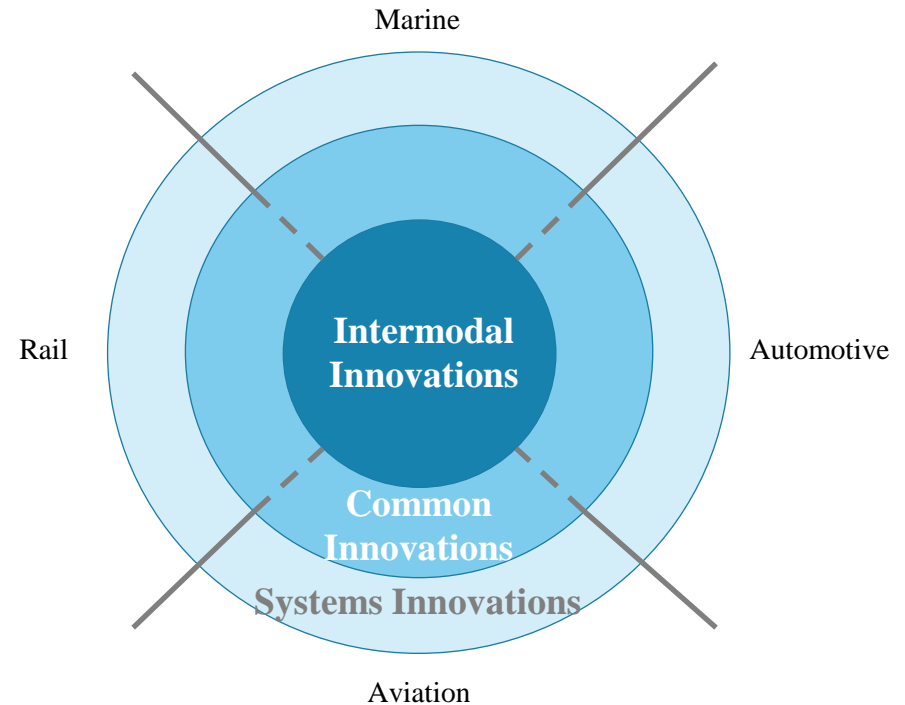 Marine
Rail
Intermodal
Innovations
Automotive
Common
Innovations
Systems Innovations
Aviation